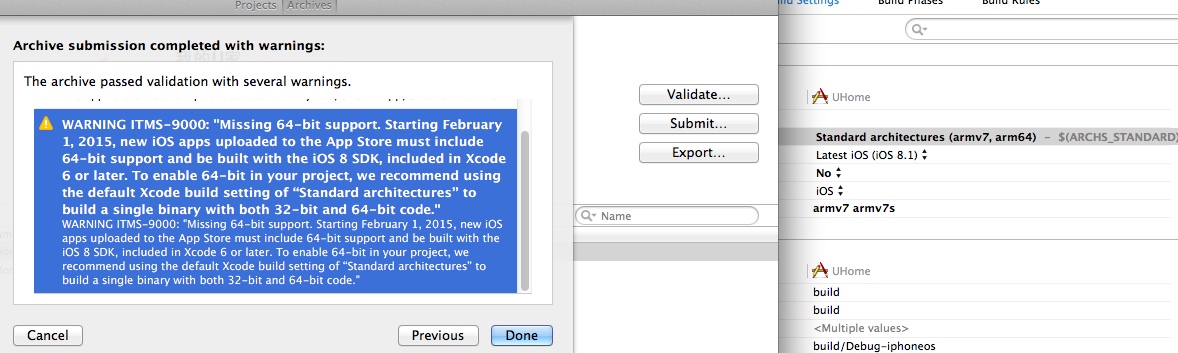 Projects Archives
Archive submission completed with warnings:
The archive passed validation with several warnings.
WARNING ITMS-9000: "Missing 64-bit support. Starting February
1, 2015, new iOS apps uploaded to the App Store must include
64-bit support and be built with the iOS 8 SDK, included in Xcode
6 or later. To enable 64-bit in your project, we recommend using
the default Xcode build setting of “Standard architectures” to
build a single binary with both 32-bit and 64-bit code."
WARNING ITMS-9000: "Missing 64-bit support. Starting February 1, 2015, new iOS
apps uploaded to the App Store must include 64-bit support and be built with the
iOS 8 SDK, included in Xcode 6 or later. To enable 64-bit in your project, we
recommend using the default Xcode build setting of “Standard architectures” to
build a single binary with both 32-bit and 64-bit code."
Cancel
Previous
Done
Validate...
Submit...
Export...
Name
Build Phases
Build Rules
UHome
Standard architectures (armv7, arm64) – $(ARCHS_STANDARD)
Latest iOS (iOS 8.1)
No
iOS
armv7 armv7s
UHome
build
build
<Multiple values>
build/Debug-iphoneos